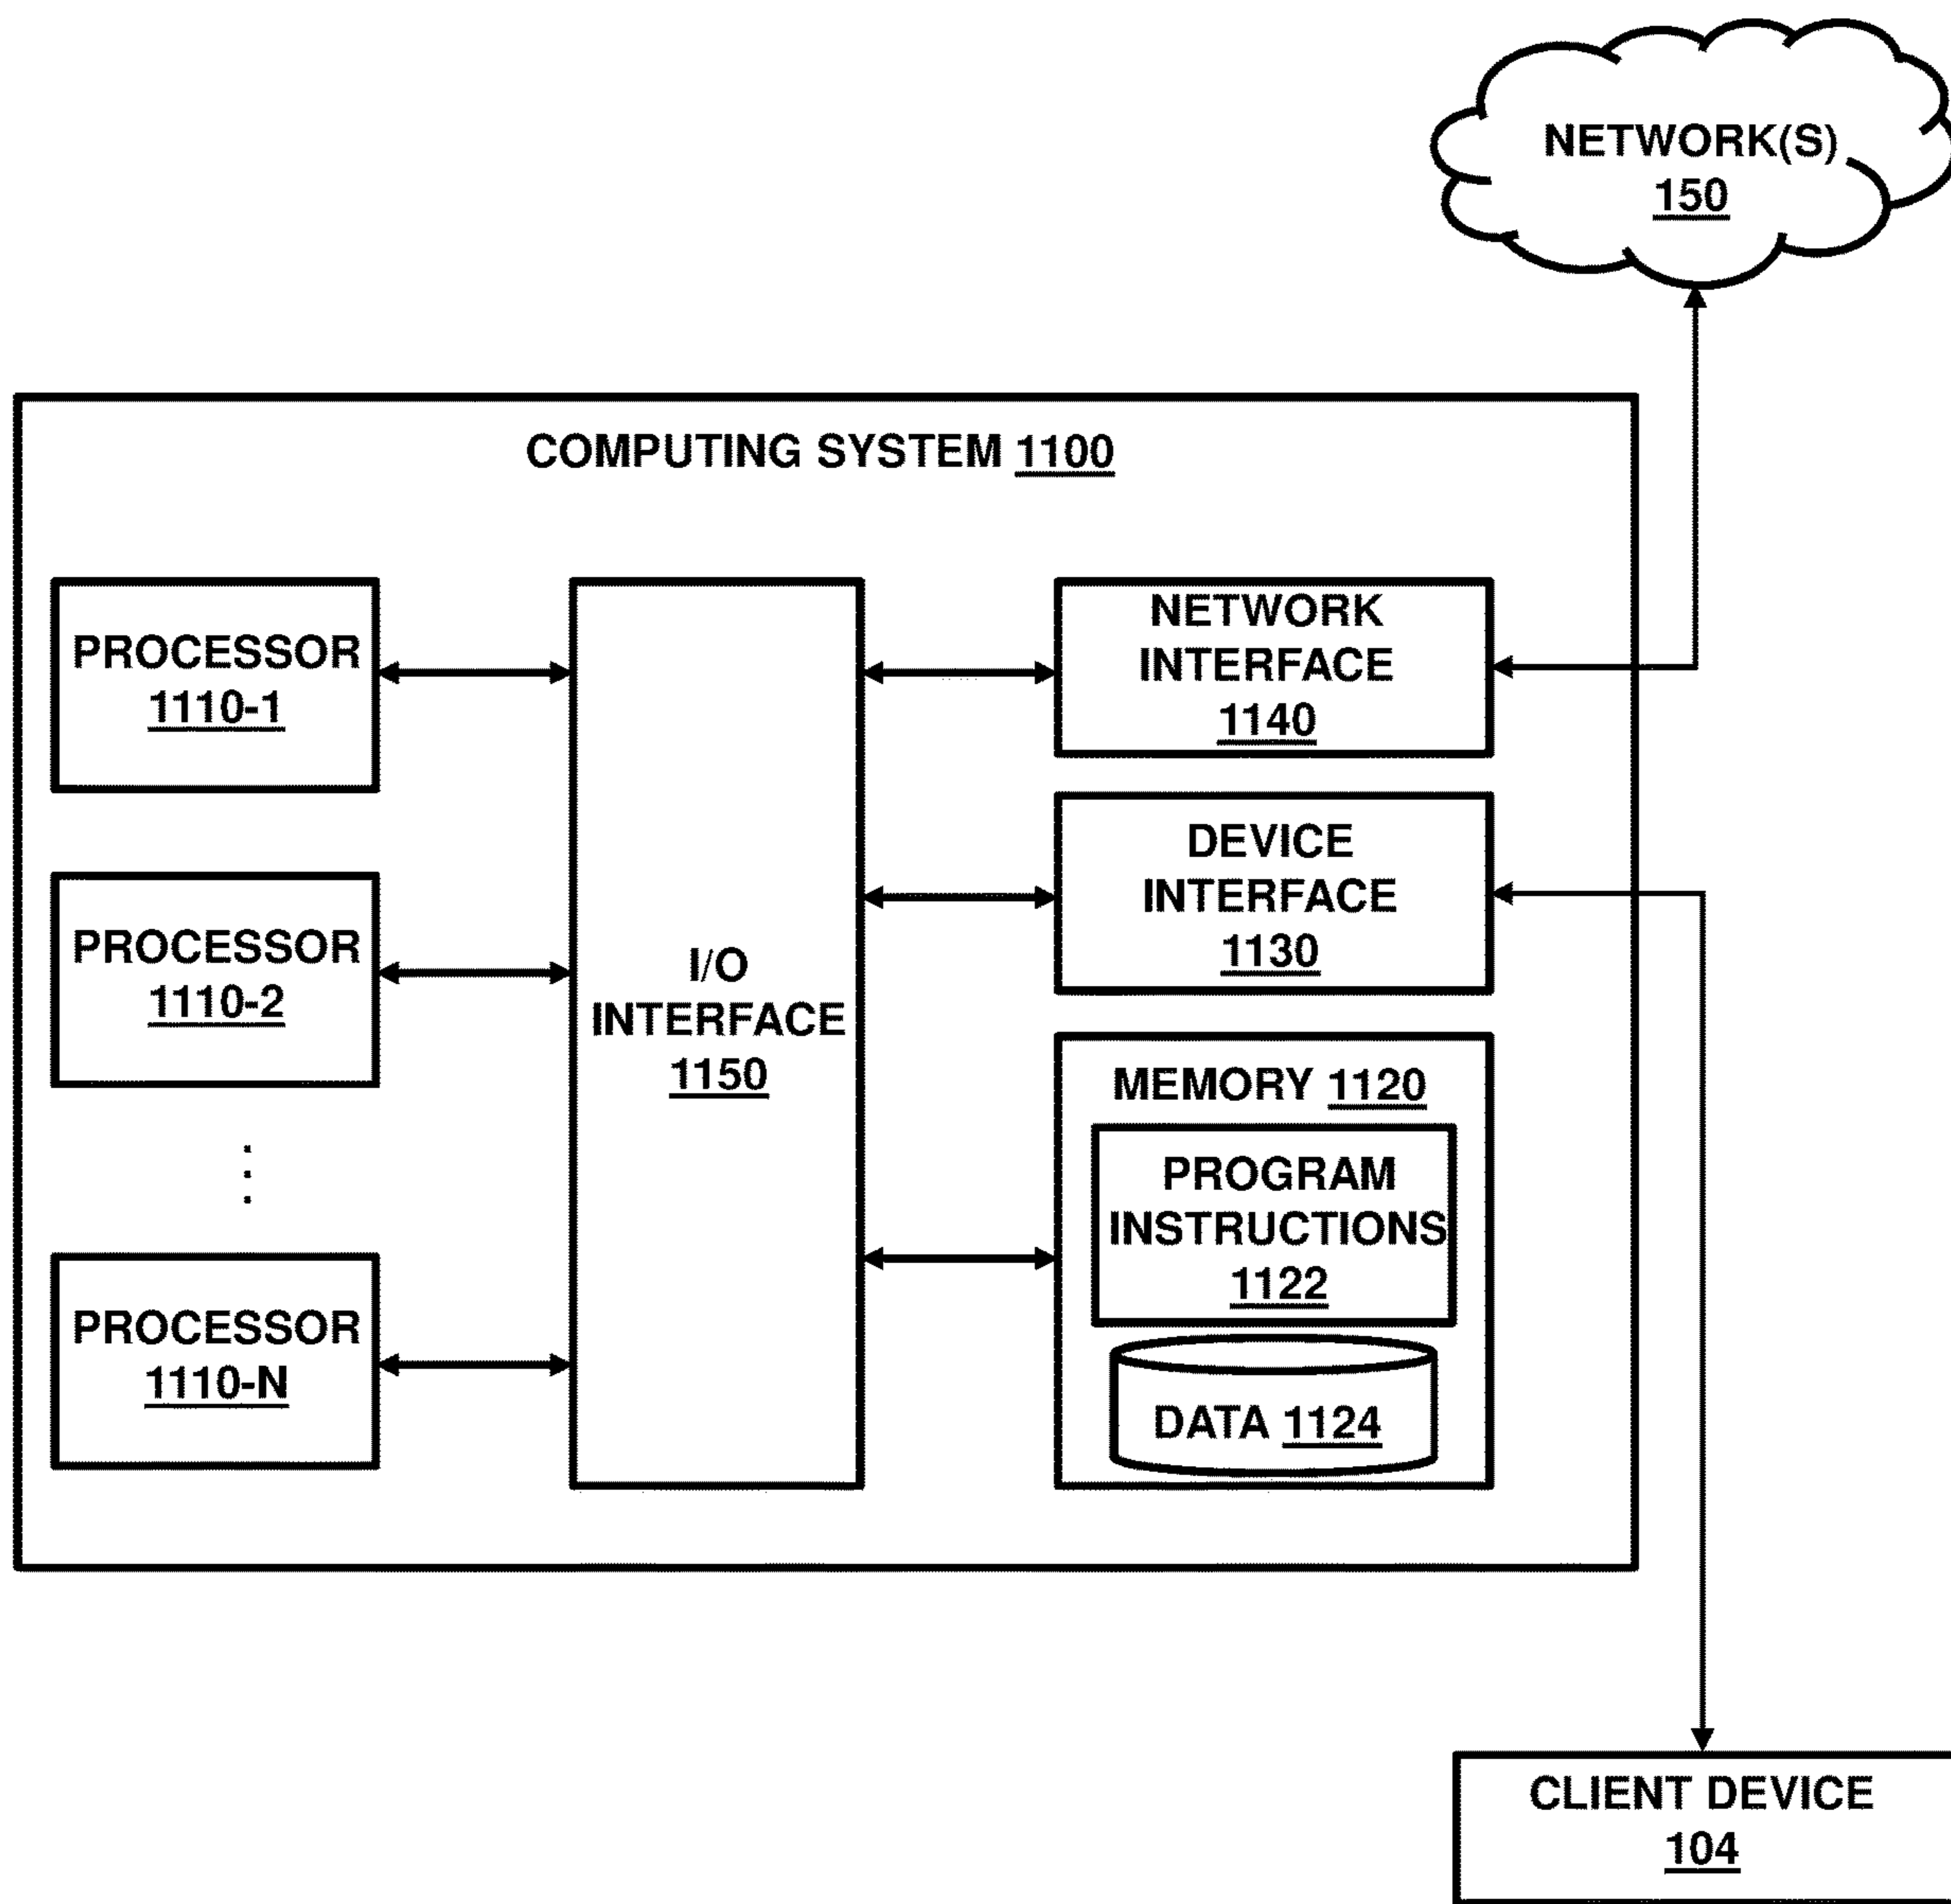 NETWORK(S)
150
COMPUTING SYSTEM 1100
PROCESSOR
1110-1
PROCESSOR
1110-2
PROCESSOR
1110-N
I/O
INTERFACE
1150
NETWORK
INTERFACE
1140
DEVICE
INTERFACE
1130
MEMORY 1120
PROGRAM
INSTRUCTIONS
1122
DATA 1124
CLIENT DEVICE
104